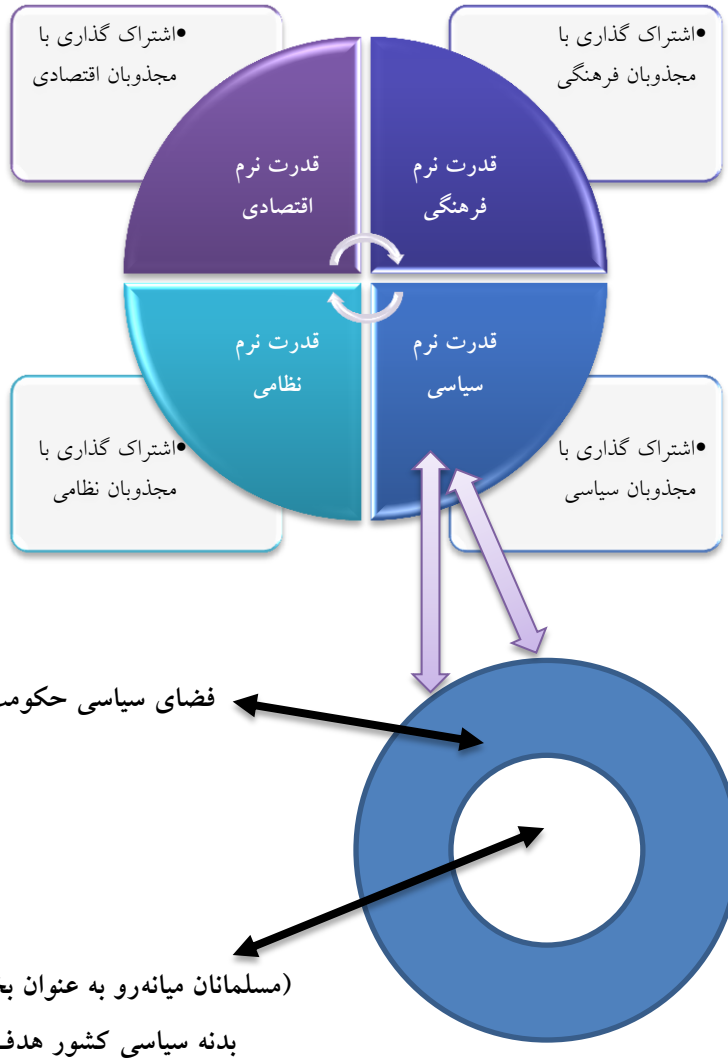 •اشتراک گذاری با
مجذوبان فرهنگی
•اشتراک گذاری با
مجذوبان اقتصادی
قدرت نرم
فرهنگی
قدرت نرم
اقتصادی
قدرت نرم
سیاسی
قدرت نرم
نظامی
•اشتراک گذاری با
مجذوبان سیاسی
•اشتراک گذاری با
مجذوبان نظامی
فضای سیاسی
(مسلمانان میانه‌رو به عنوان
بدنه سیاسی کشور هدف